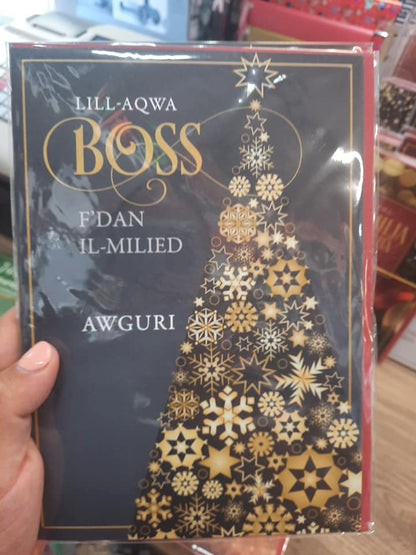 LILL-AQWA
BOSS
F'DAN
IL-MILIED
AWGURI